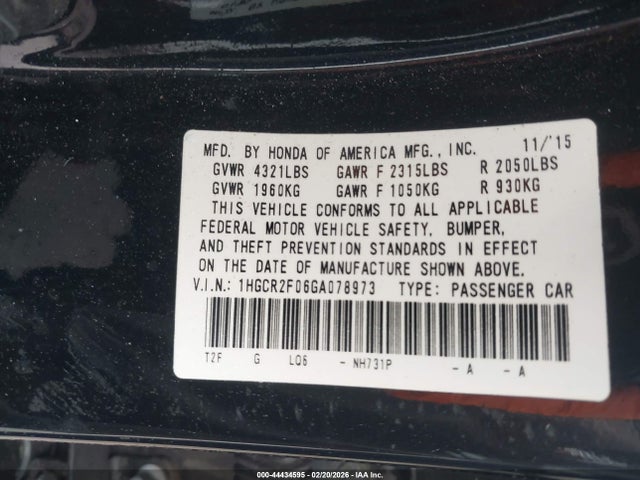 MFD. BY HONDA OF AMERICA MFG., INC. 11/'15
GVWR 4321LBS GAWR F 2315LBS R 2050LBS
GVWR 1960KG GAWR F 1050KG R 930KG
THIS VEHICLE CONFORMS TO ALL APPLICABLE
FEDERAL MOTOR VEHICLE SAFETY, BUMPER,
AND THEFT PREVENTION STANDARDS IN EFFECT
ON THE DATE OF MANUFACTURE SHOWN ABOVE.
V.I.N.: 1HGCR2F06GA078973 TYPE: PASSENGER CAR
T2F G LQ6 - NH731P - A - A
000-44434595 - 02/20/2026 - IAA Inc.